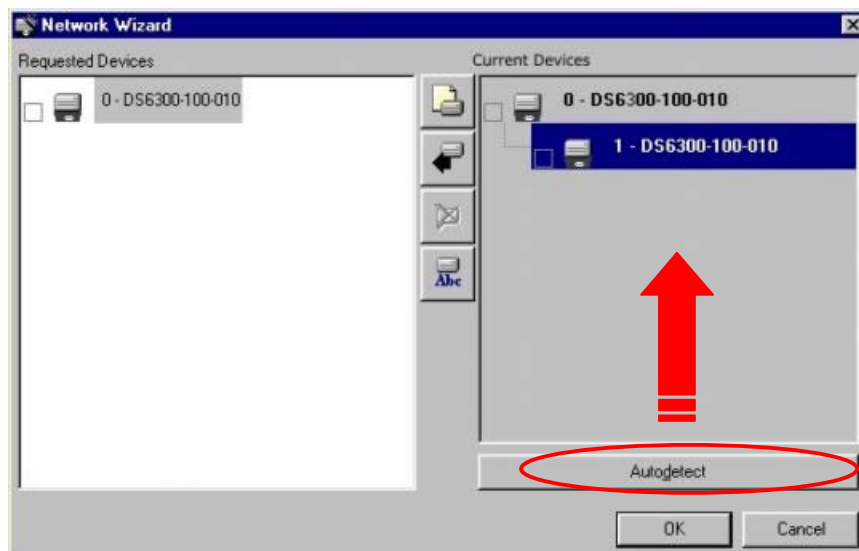 Network Wizard
Requested Devices
Current Devices
0 - DS6300-100-010
0 - DS6300-100-010
1 - DS6300-100-010
Abc
Autodetect
OK
Cancel